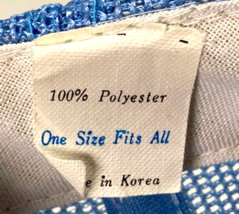 100% Polyester
One Size Fits All
e in Korea